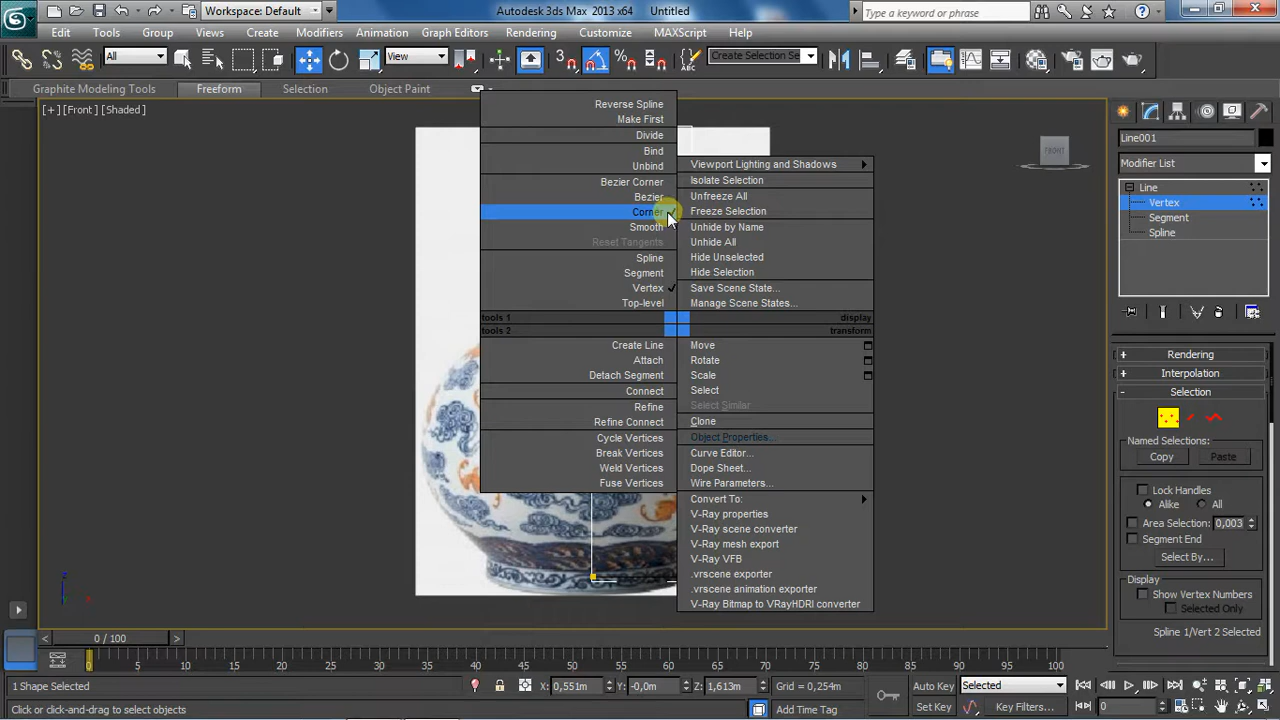 Workspace: Default
Autodesk 3ds Max 2013 x64
Untitled
Type a keyword or phrase
Edit
Tools
Group
Views
Create
Modifiers
Animation
Graph Editors
Rendering
Customize
MAXScript
Help
All
View
3
Create Selection Se
Graphite Modeling Tools
Freeform
Selection
Object Paint
[+] [Front] [Shaded]
FRONT
Reverse Spline
Make First
Divide
Bind
Unbind
Bezier Corner
Bezier
Corner
Smooth
Reset Tangents
Spline
Segment
Vertex
Top-level
tools 1
tools 2
Create Line
Attach
Detach Segment
Connect
Refine
Refine Connect
Cycle Vertices
Break Vertices
Weld Vertices
Fuse Vertices
Viewport Lighting and Shadows
Isolate Selection
Unfreeze All
Freeze Selection
Unhide by Name
Unhide All
Hide Unselected
Hide Selection
Save Scene State...
Manage Scene States...
display
transform
Move
Rotate
Scale
Select
Select Similar
Clone
Object Properties...
Curve Editor...
Dope Sheet...
Wire Parameters...
Convert To:
V-Ray properties
V-Ray scene converter
V-Ray mesh export
V-Ray VFB
.vrscene exporter
.vrscene animation exporter
V-Ray Bitmap to VRayHDRI converter
Line001
Modifier List
Line
Vertex
Segment
Spline
Rendering
Interpolation
Selection
Named Selections:
Copy
Paste
Lock Handles
Alike
All
Area Selection: 0,003
Segment End
Select By...
Display
Show Vertex Numbers
Selected Only
Spline 1/Vert 2 Selected
z
x
0 / 100
0 5 10 15 20 25 30 35 40 45 50 55 60 65 70 75 80 85 90 95 100
1 Shape Selected
X: 0,551m
Y: -0,0m
Z: 1,613m
Grid = 0,254m
Auto Key
Selected
Click or click-and-drag to select objects
Add Time Tag
Set Key
Key Filters...
0